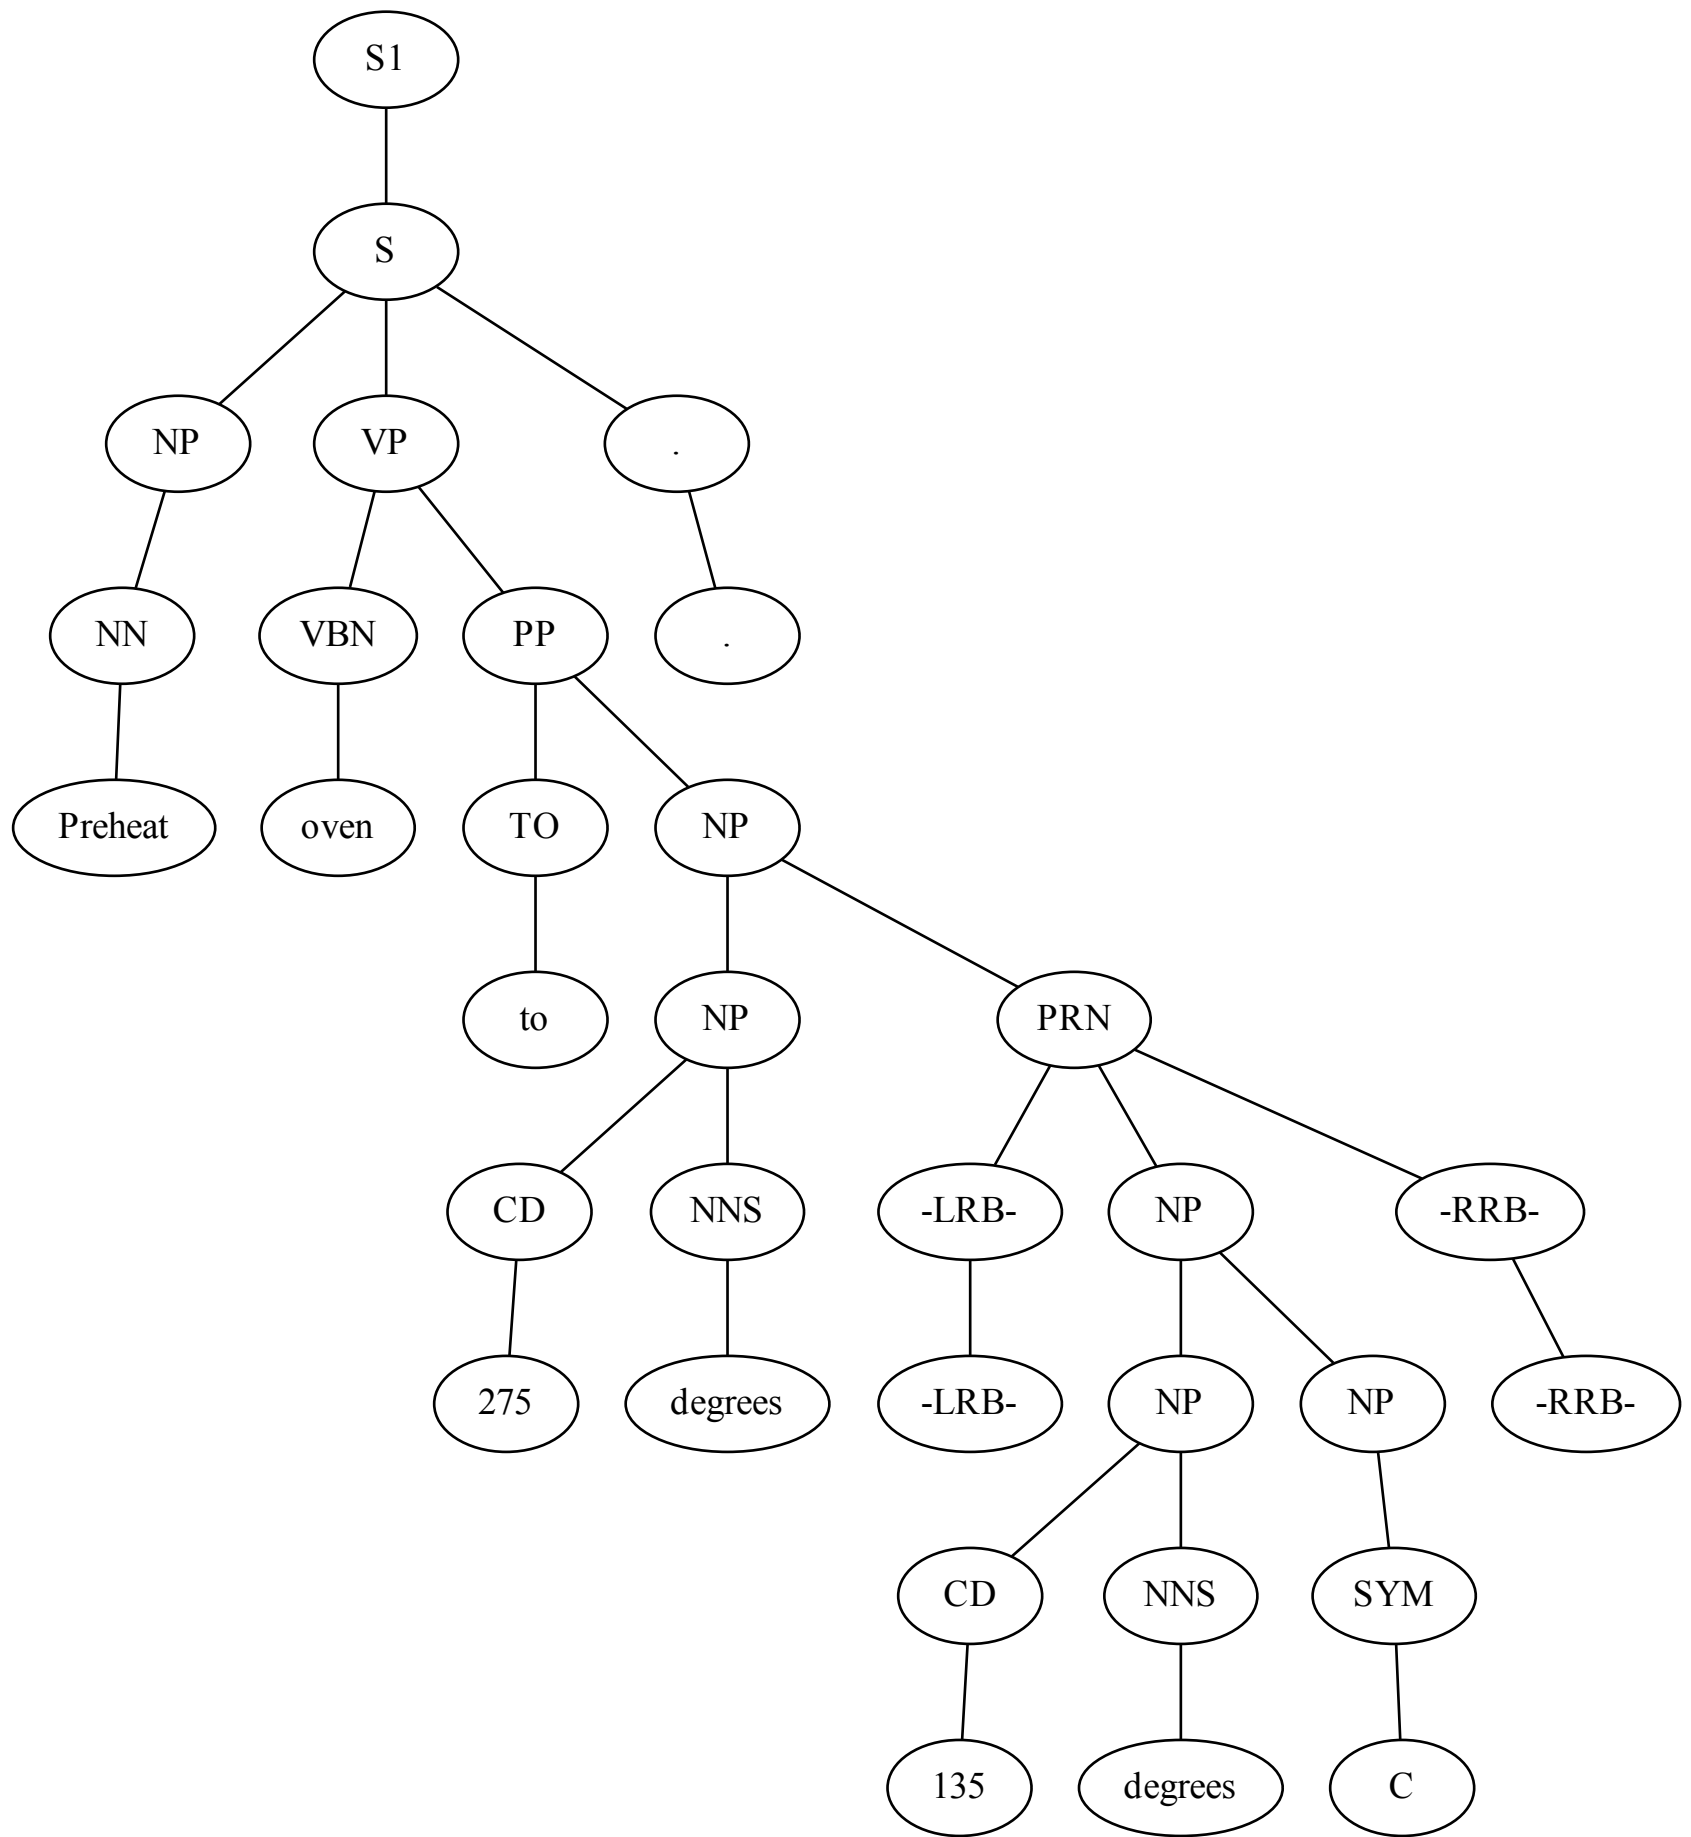 S1
S
NP VP .
NN VBN PP .
Preheat oven TO NP
to NP PRN
CD NNS -LRB- NP -RRB-
275 degrees -LRB- NP NP -RRB-
CD NNS SYM
135 degrees C